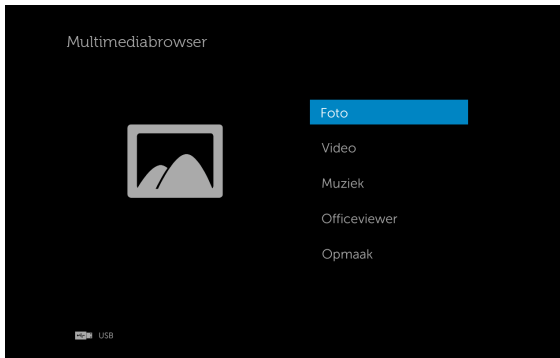 Multimediabrowser
Foto
Video
Muziek
Officeviewer
Opmaak
USB